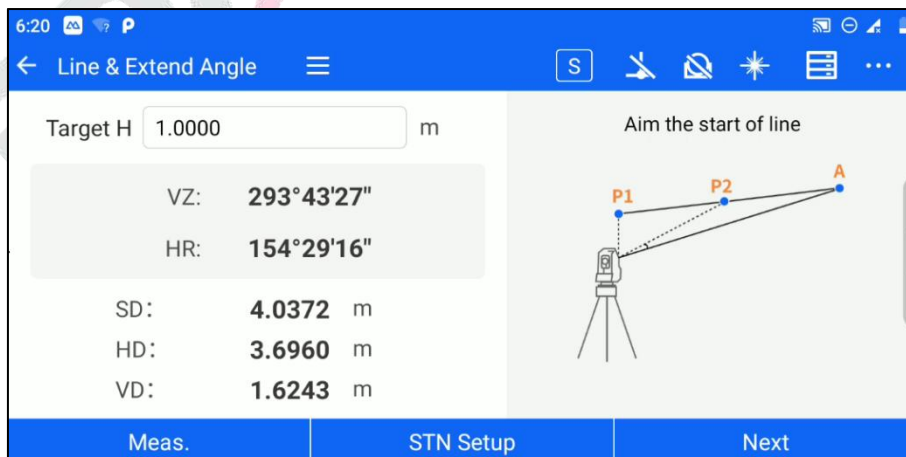 6:20
Line & Extend Angle
S
Target H 1.0000 m
VZ: 293°43'27"
HR: 154°29'16"
SD: 4.0372 m
HD: 3.6960 m
VD: 1.6243 m
Aim the start of line
P1 P2 A
Meas. STN Setup Next